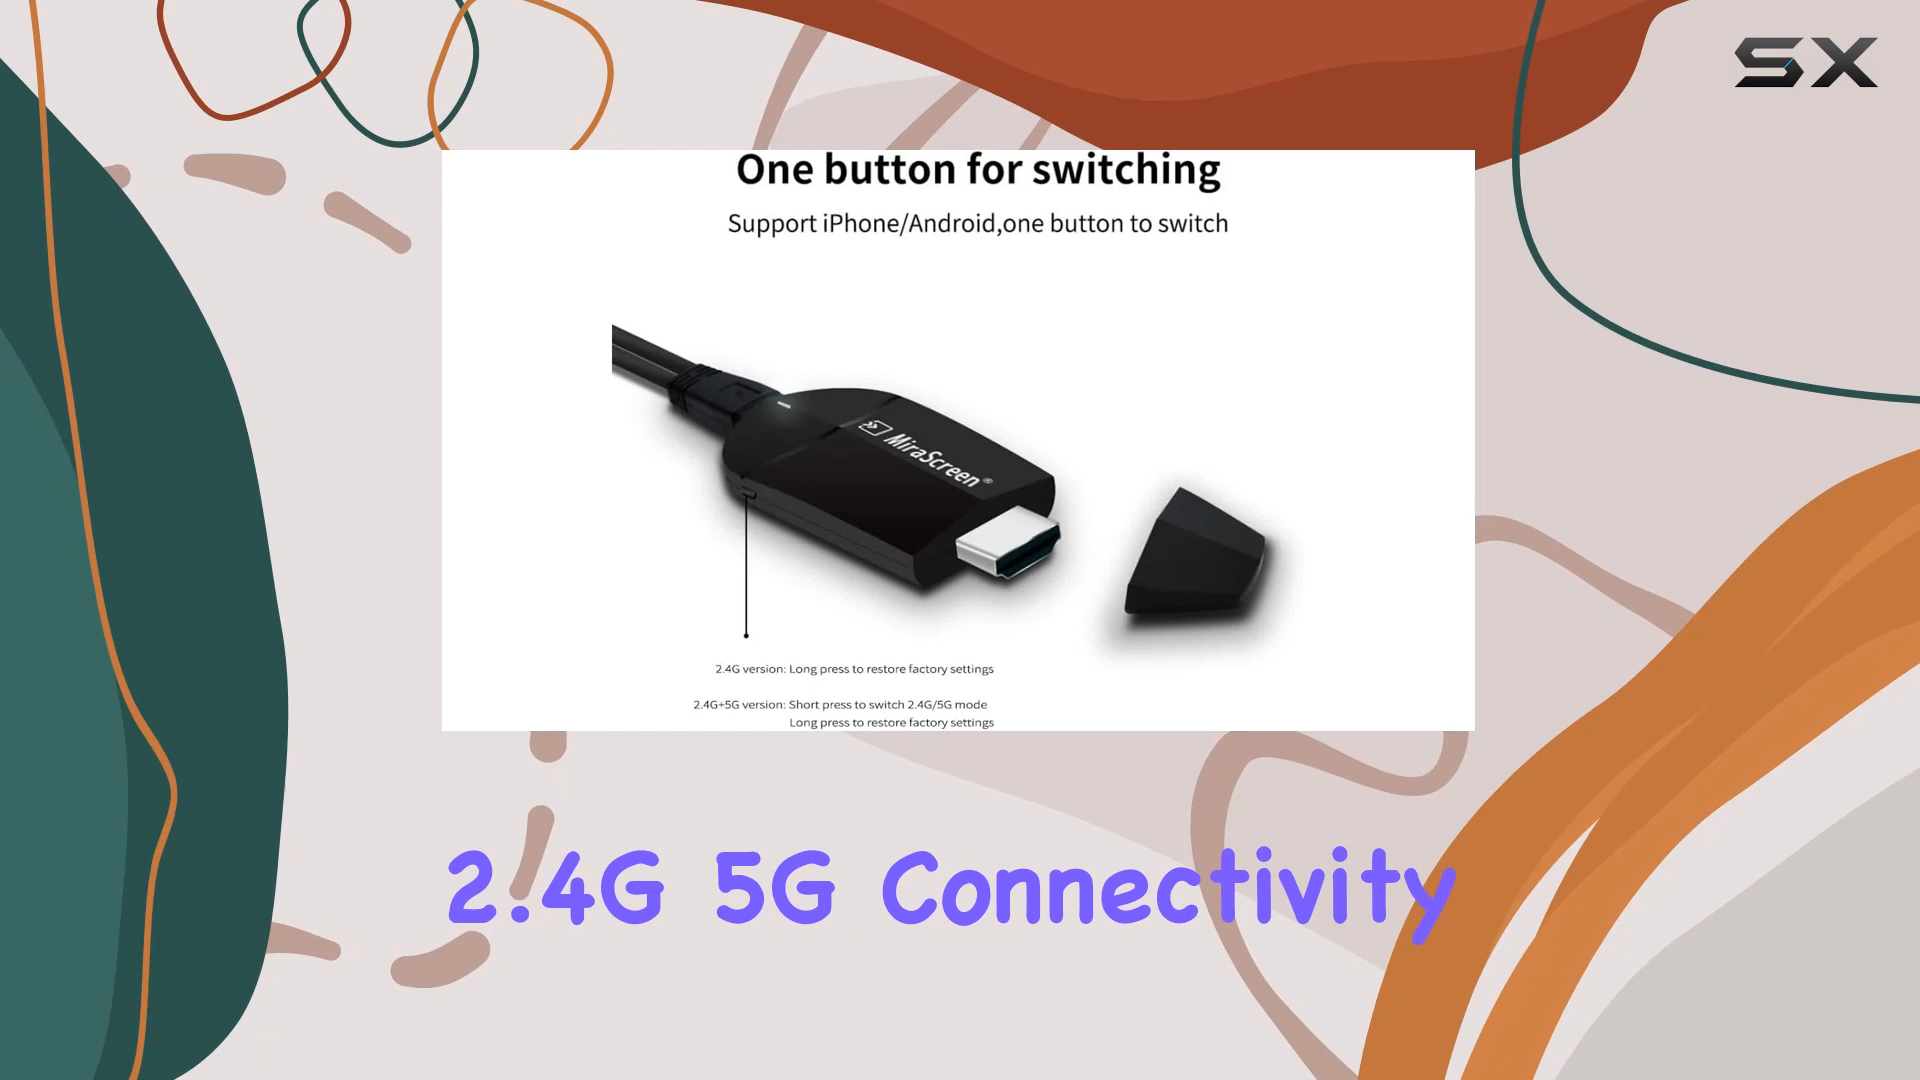 SX
One button for switching
Support iPhone/Android,one button to switch
MiraScreen®
2.4G version: Long press to restore factory settings
2.4G+5G version: Short press to switch 2.4G/5G mode
Long press to restore factory settings
2.4G 5G Connectivity